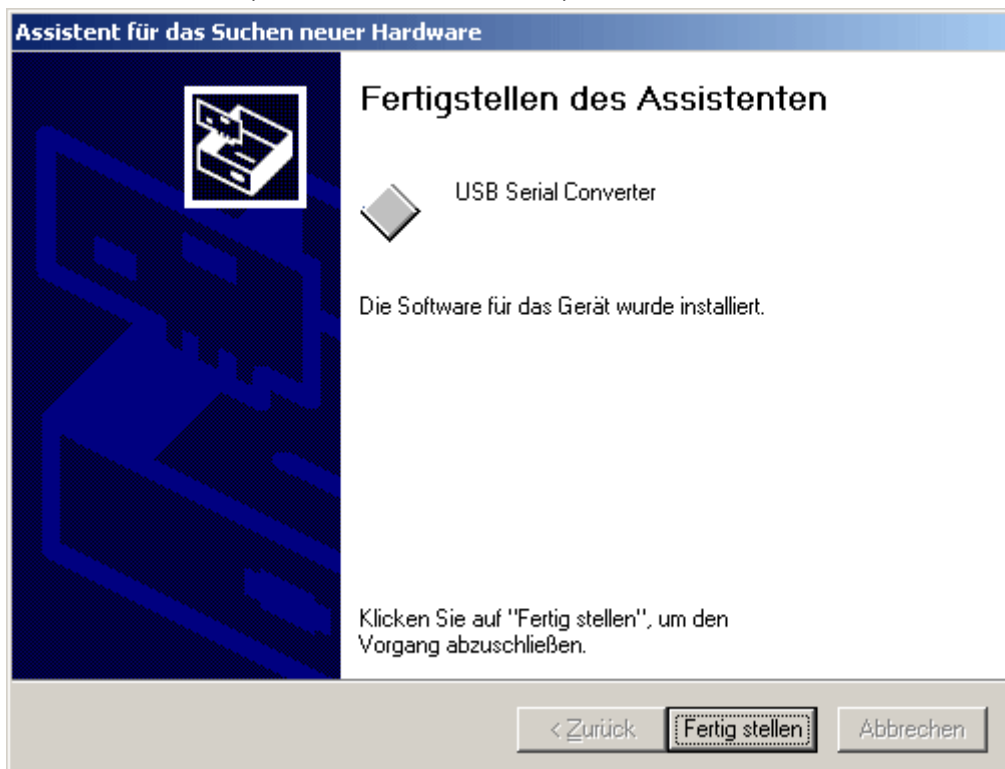 Assistent für das Suchen neuer Hardware
Fertigstellen des Assistenten
USB Serial Converter
Die Software für das Gerät wurde installiert.
Klicken Sie auf "Fertig stellen", um den
Vorgang abzuschließen.
< Zurück
Fertig stellen
Abbrechen